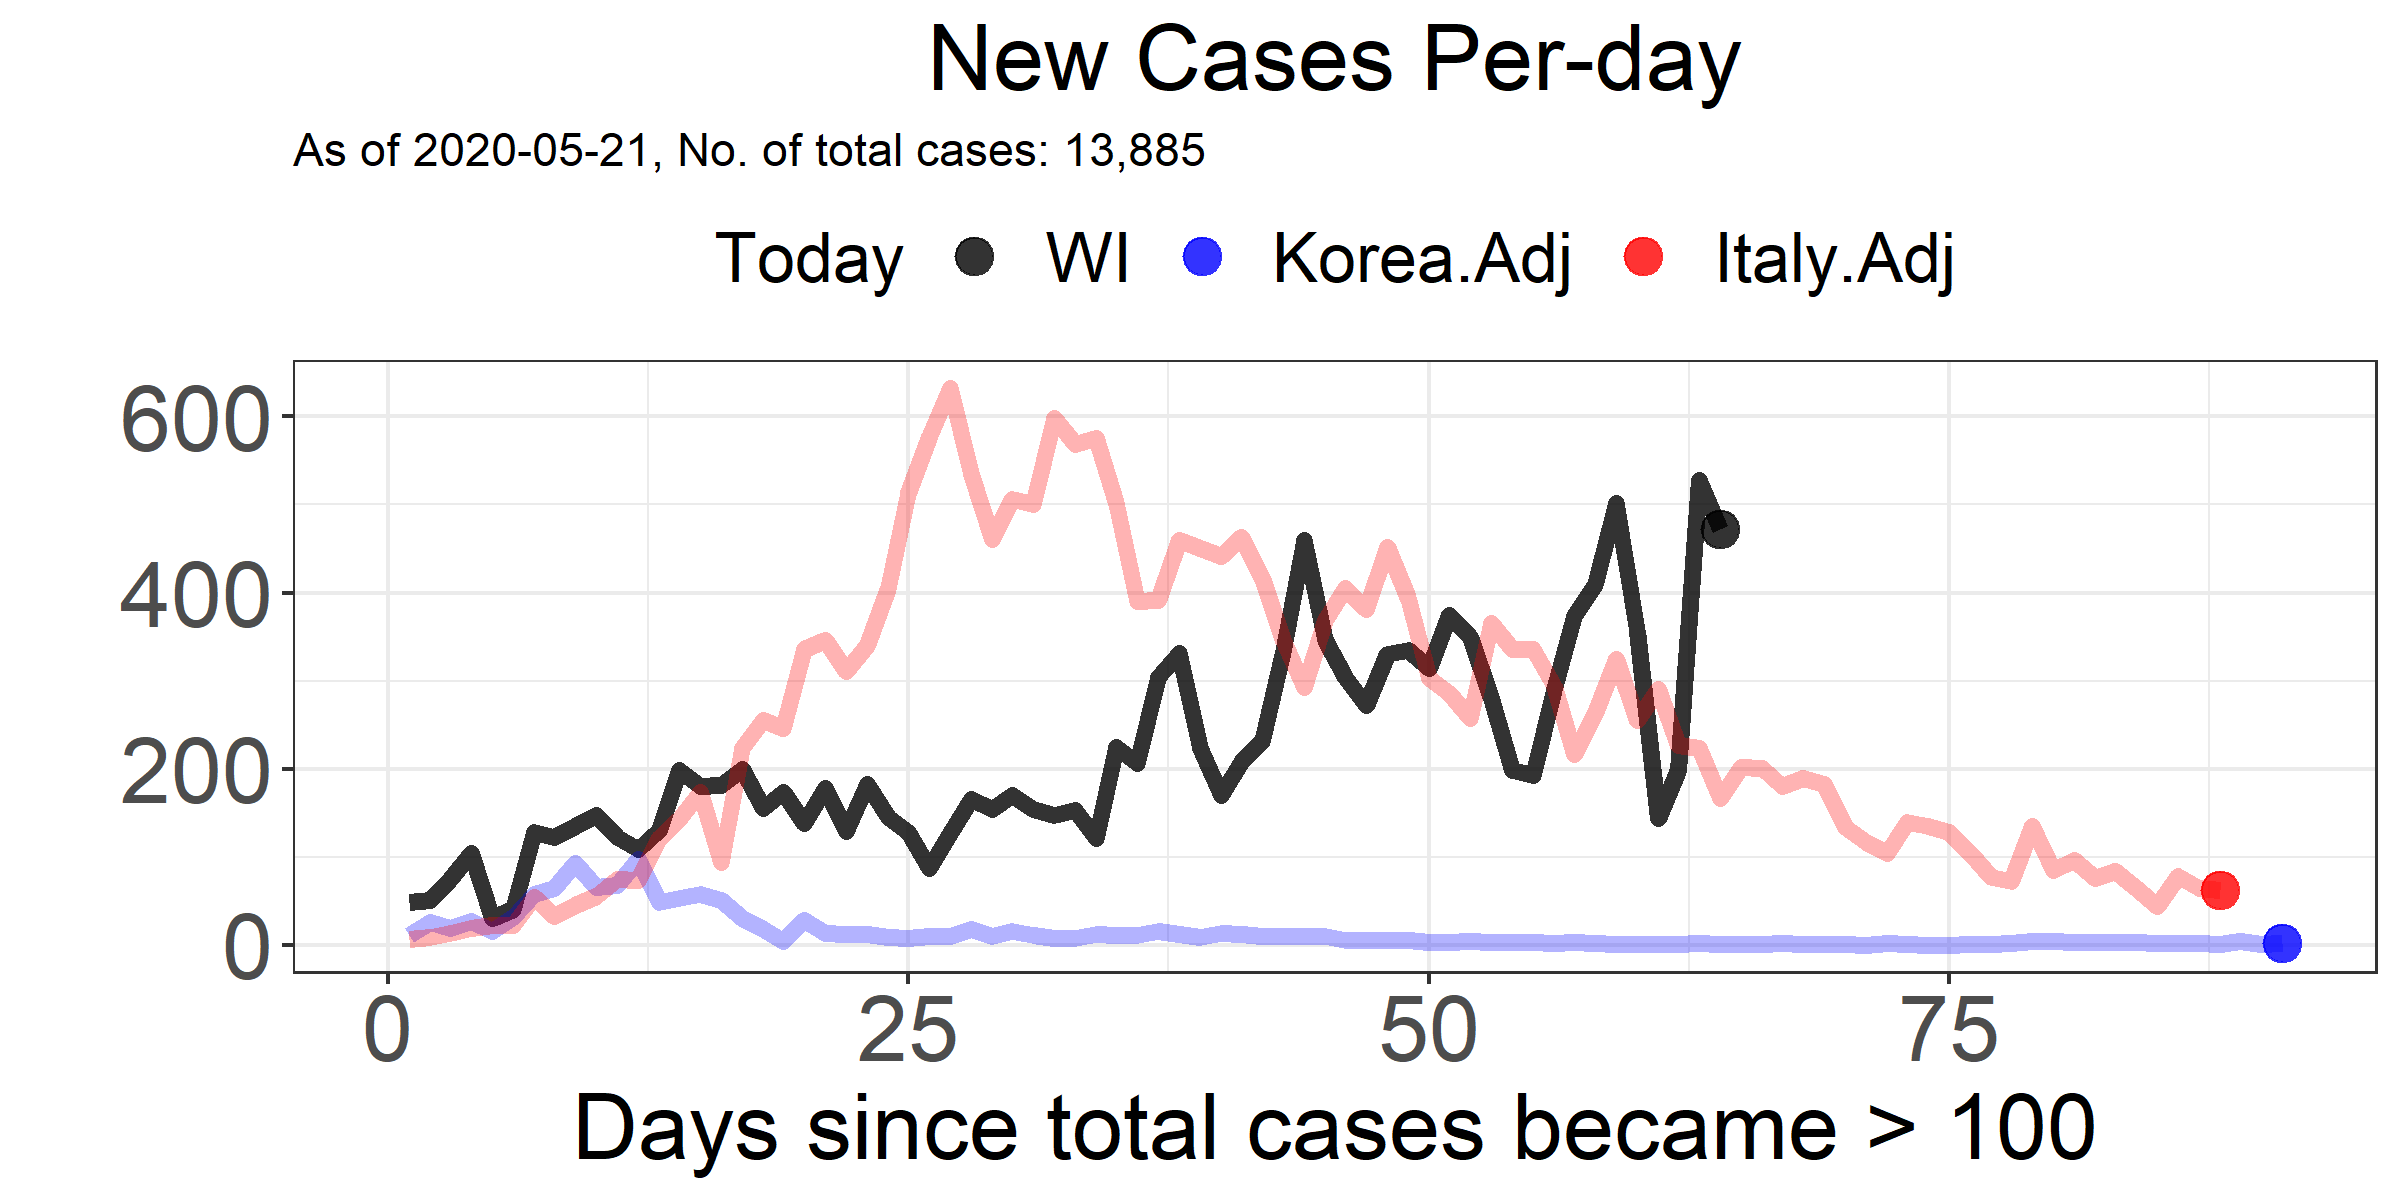 New Cases Per-day
As of 2020-05-21, No. of total cases: 13,885
Today WI Korea.Adj Italy.Adj
600
400
200
0
0 25 50 75
Days since total cases became > 100